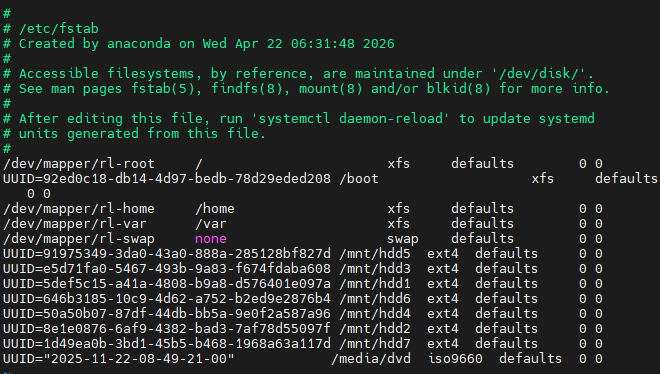 #
# /etc/fstab
# Created by anaconda on Wed Apr 22 06:31:48 2026
#
# Accessible filesystems, by reference, are maintained under '/dev/disk/'.
# See man pages fstab(5), findfs(8), mount(8) and/or blkid(8) for more info.
#
# After editing this file, run 'systemctl daemon-reload' to update systemd
# units generated from this file.
#
/dev/mapper/rl-root / xfs defaults 0 0
UUID=92ed0c18-db14-4d97-bedb-78d29eded208 /boot xfs defaults
0 0
/dev/mapper/rl-home /home xfs defaults 0 0
/dev/mapper/rl-var /var xfs defaults 0 0
/dev/mapper/rl-swap none swap defaults 0 0
UUID=91975349-3da0-43a0-888a-285128bf827d /mnt/hdd5 ext4 defaults 0 0
UUID=e5d71fa0-5467-493b-9a83-f674fdaba608 /mnt/hdd3 ext4 defaults 0 0
UUID=5def5c15-a41a-4808-b9a8-d576401e097a /mnt/hdd1 ext4 defaults 0 0
UUID=646b3185-10c9-4d62-a752-b2ed9e2876b4 /mnt/hdd6 ext4 defaults 0 0
UUID=50a50b07-87df-44db-bb5a-9e0f2a587a96 /mnt/hdd4 ext4 defaults 0 0
UUID=8e1e0876-6af9-4382-bad3-7af78d55097f /mnt/hdd2 ext4 defaults 0 0
UUID=1d49ea0b-3bd1-45b5-b468-1968a63a117d /mnt/hdd7 ext4 defaults 0 0
UUID="2025-11-22-08-49-21-00" /media/dvd iso9660 defaults 0 0